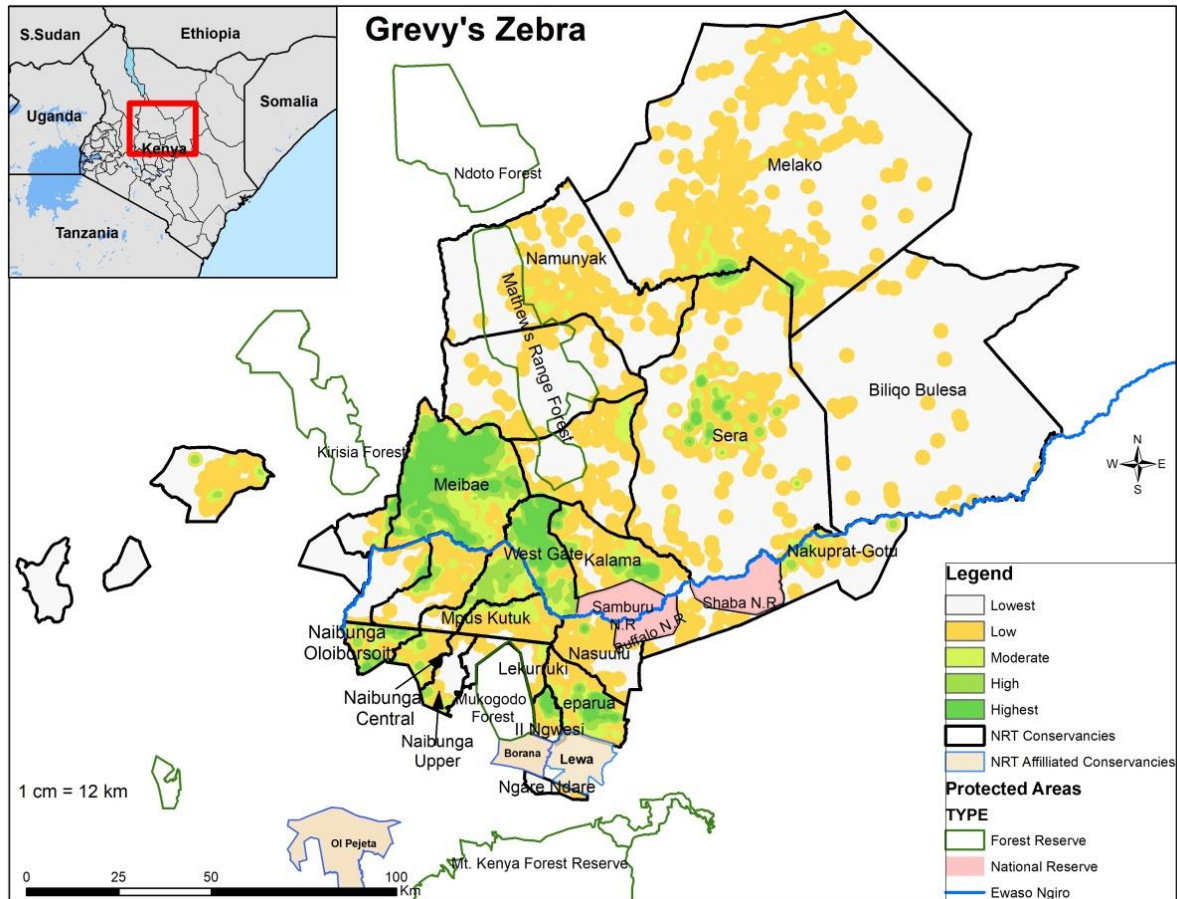 Grevy's Zebra
S.Sudan
Ethiopia
Uganda
Somalia
Kenya
Tanzania
Ndoto Forest
Melako
Namunyak
Mathew's Range Forest
Biliqo Bulesa
Sera
Kirisia Forest
Meibae
N
W E
S
West Gate
Kalama
Nakuprat-Gotu
Shaba N.R
Samburu
N.R
Buffalo N.R
Mpus Kutuk
Naibunga
Oloiborsoit
Nasuulu
Lekurruki
Naibunga
Central
Mukogodo
Forest
eparua
Il Ngwesi
Naibunga
Upper
Borana
Lewa
Ngare Ndare
1 cm = 12 km
Ol Pejeta
Mt. Kenya Forest Reserve
0 25 50 100
Km
Legend
Lowest
Low
Moderate
High
Highest
NRT Conservancies
NRT Affilliated Conservancies
Protected Areas
TYPE
Forest Reserve
National Reserve
Ewaso Ngiro